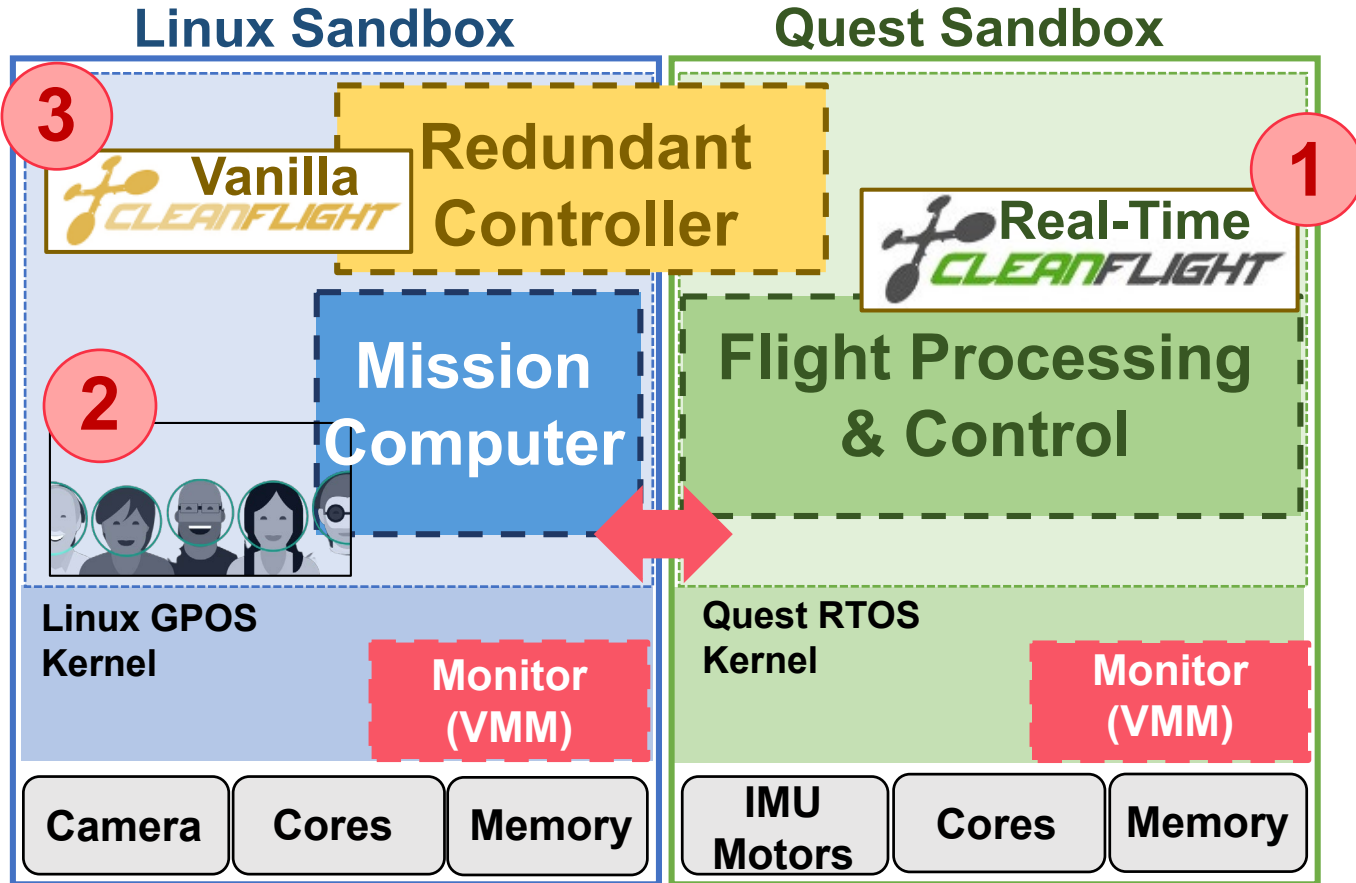 Linux Sandbox
Quest Sandbox
3
Vanilla
CLEANFLIGHT
Redundant
Controller
1
Real-Time
CLEANFLIGHT
2
Mission
Computer
Flight Processing
& Control
Linux GPOS
Kernel
Monitor
(VMM)
Quest RTOS
Kernel
Monitor
(VMM)
Camera
Cores
Memory
IMU
Motors
Cores
Memory